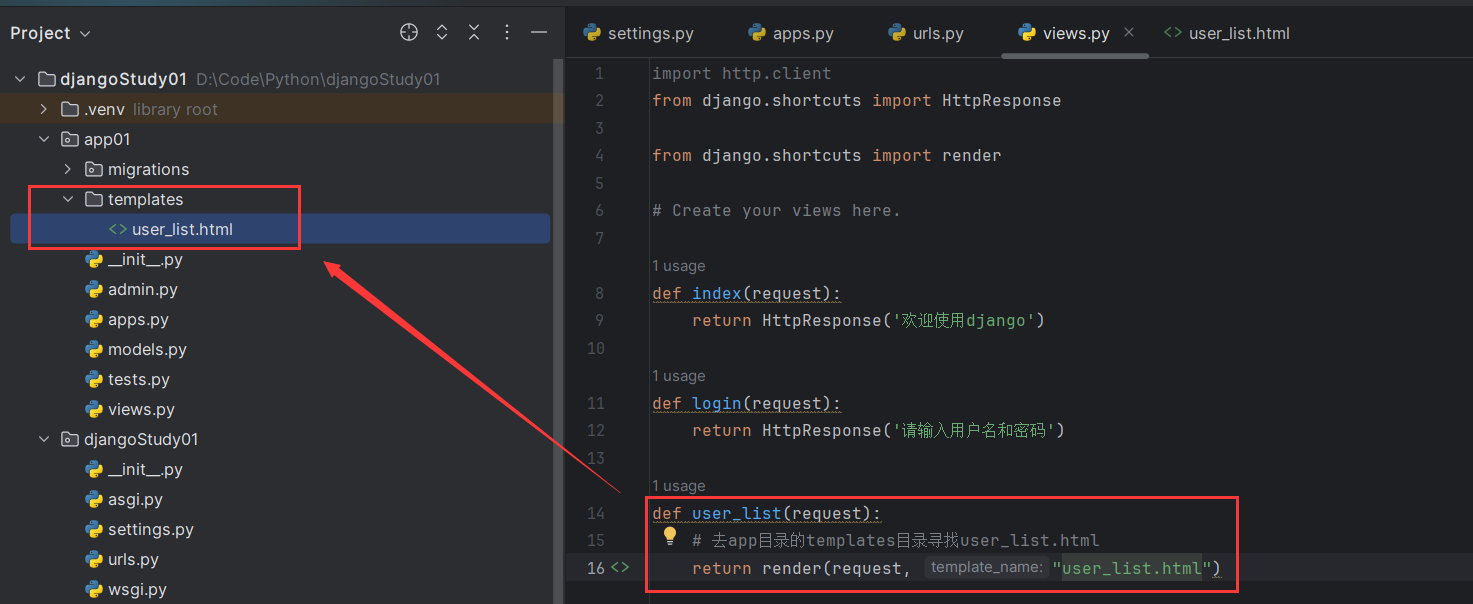 Project
djangoStudy01 D:\Code\Python\djangoStudy01
.venv library root
app01
migrations
templates
user_list.html
__init__.py
admin.py
apps.py
models.py
tests.py
views.py
djangoStudy01
__init__.py
asgi.py
settings.py
urls.py
wsgi.py
settings.py apps.py urls.py views.py user_list.html
1 import http.client
2 from django.shortcuts import HttpResponse
3
4 from django.shortcuts import render
5
6 # Create your views here.
7
1 usage
8 def index(request):
9 return HttpResponse('欢迎使用django')
10
1 usage
11 def login(request):
12 return HttpResponse('请输入用户名和密码')
13
1 usage
14 def user_list(request):
15 # 去app目录的templates目录寻找user_list.html
16 return render(request, template_name: "user_list.html")